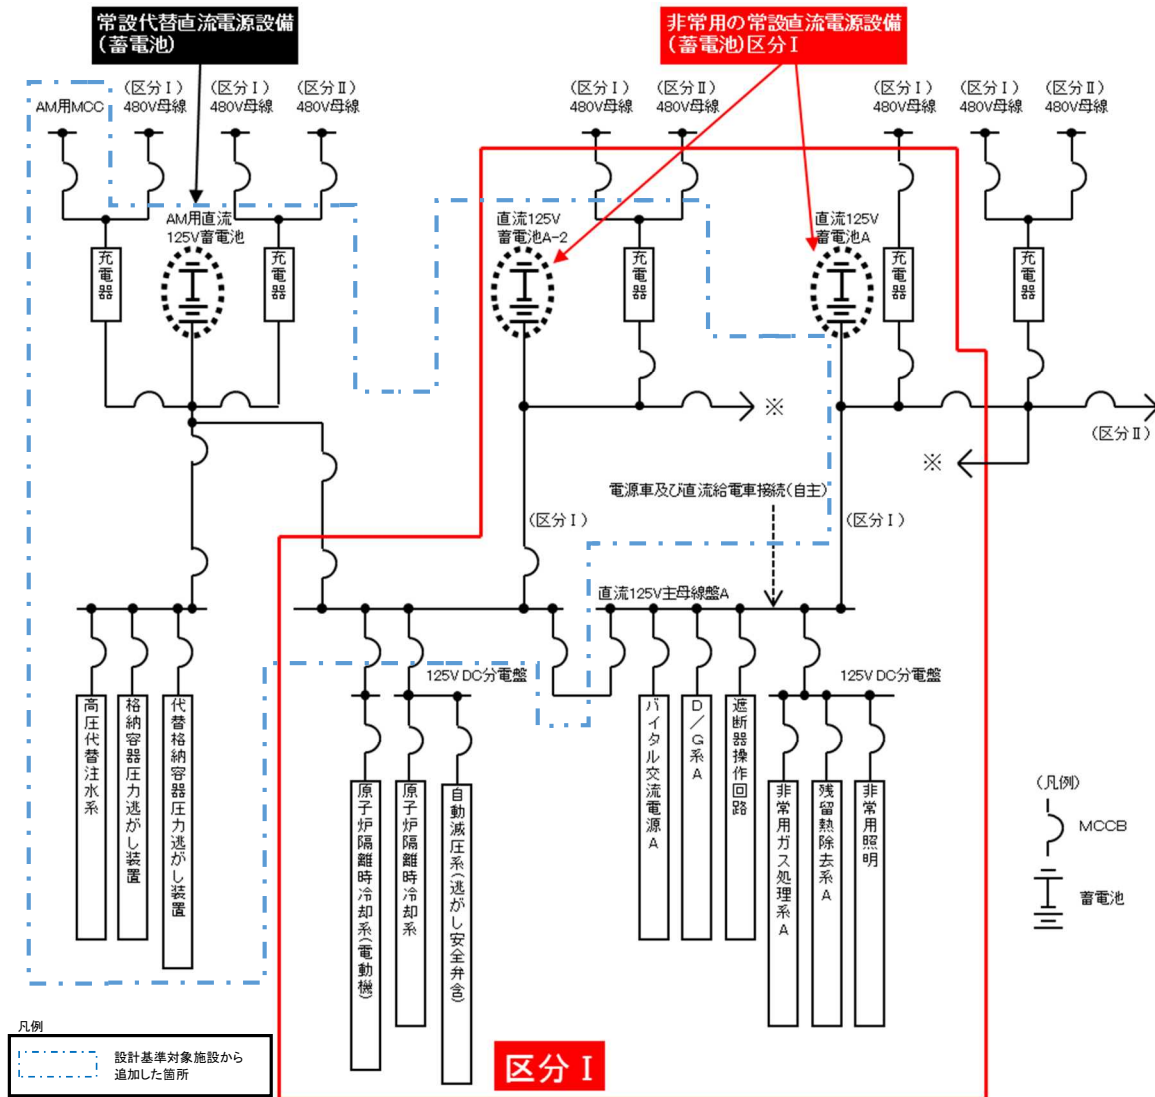 常設代替直流電源設備
(蓄電池)
非常用の常設直流電源設備
(蓄電池)区分Ⅰ
AM用MCC
(区分Ⅰ)
480V母線
(区分Ⅰ)
480V母線
(区分Ⅱ)
480V母線
(区分Ⅰ)
480V母線
(区分Ⅱ)
480V母線
(区分Ⅰ)
480V母線
(区分Ⅰ)
480V母線
(区分Ⅱ)
480V母線
AM用直流
125V蓄電池
直流125V
蓄電池A-2
直流125V
蓄電池A
充電器
充電器
充電器
充電器
充電器
※
(区分Ⅱ)
※
電源車及び直流給電車接続(自主)
(区分Ⅰ)
(区分Ⅰ)
直流125V主母線盤A
125V DC分電盤
125V DC分電盤
高圧代替注水系
格納容器圧力逃がし装置
代替格納容器圧力逃がし装置
原子炉隔離時冷却系(電動機)
原子炉隔離時冷却系
自動減圧系(逃がし安全弁含)
バイタル交流電源A
D/G系A
遮断器操作回路
非常用ガス処理系A
残留熱除去系A
非常用照明
(凡例)
MCCB
蓄電池
凡例
設計基準対象施設から
追加した箇所
区分Ⅰ